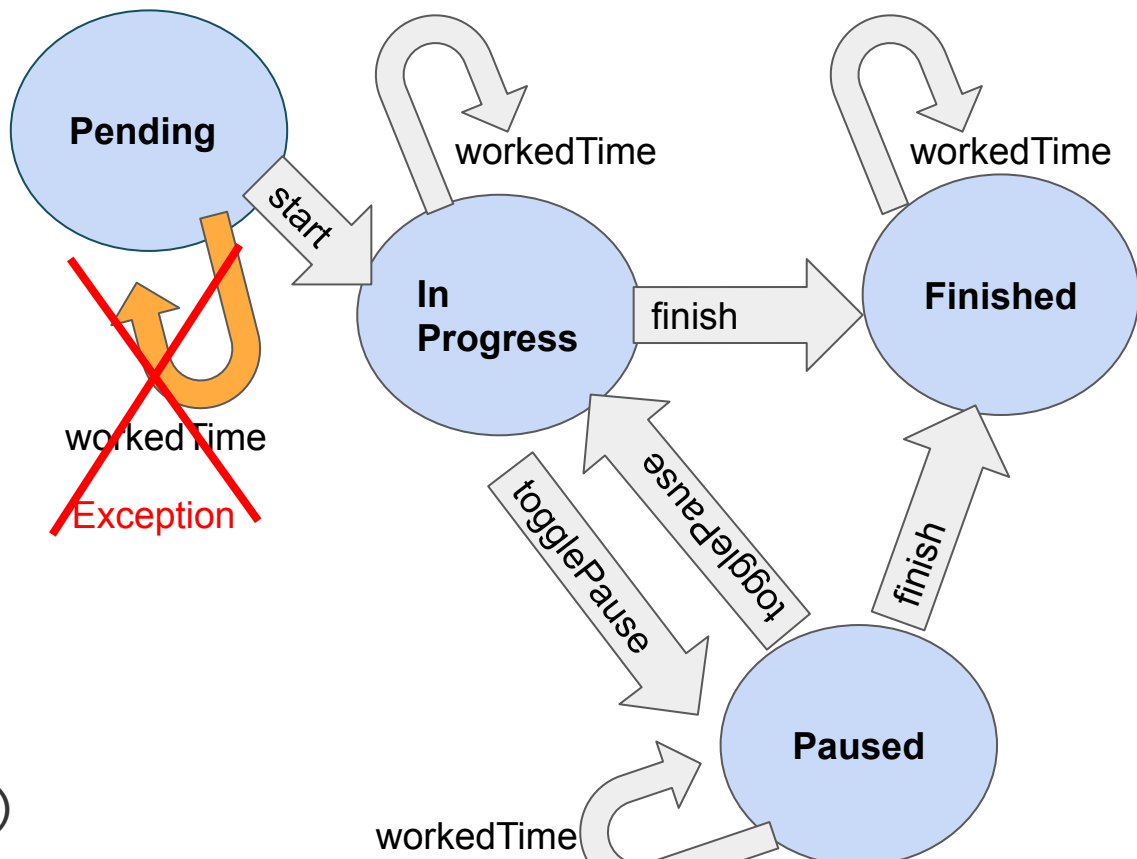 Pending
workedTime
workedTime
start
In
Progress
finish
Finished
workedTime
Exception
togglePause
togglePause
finish
Paused
workedTime
)